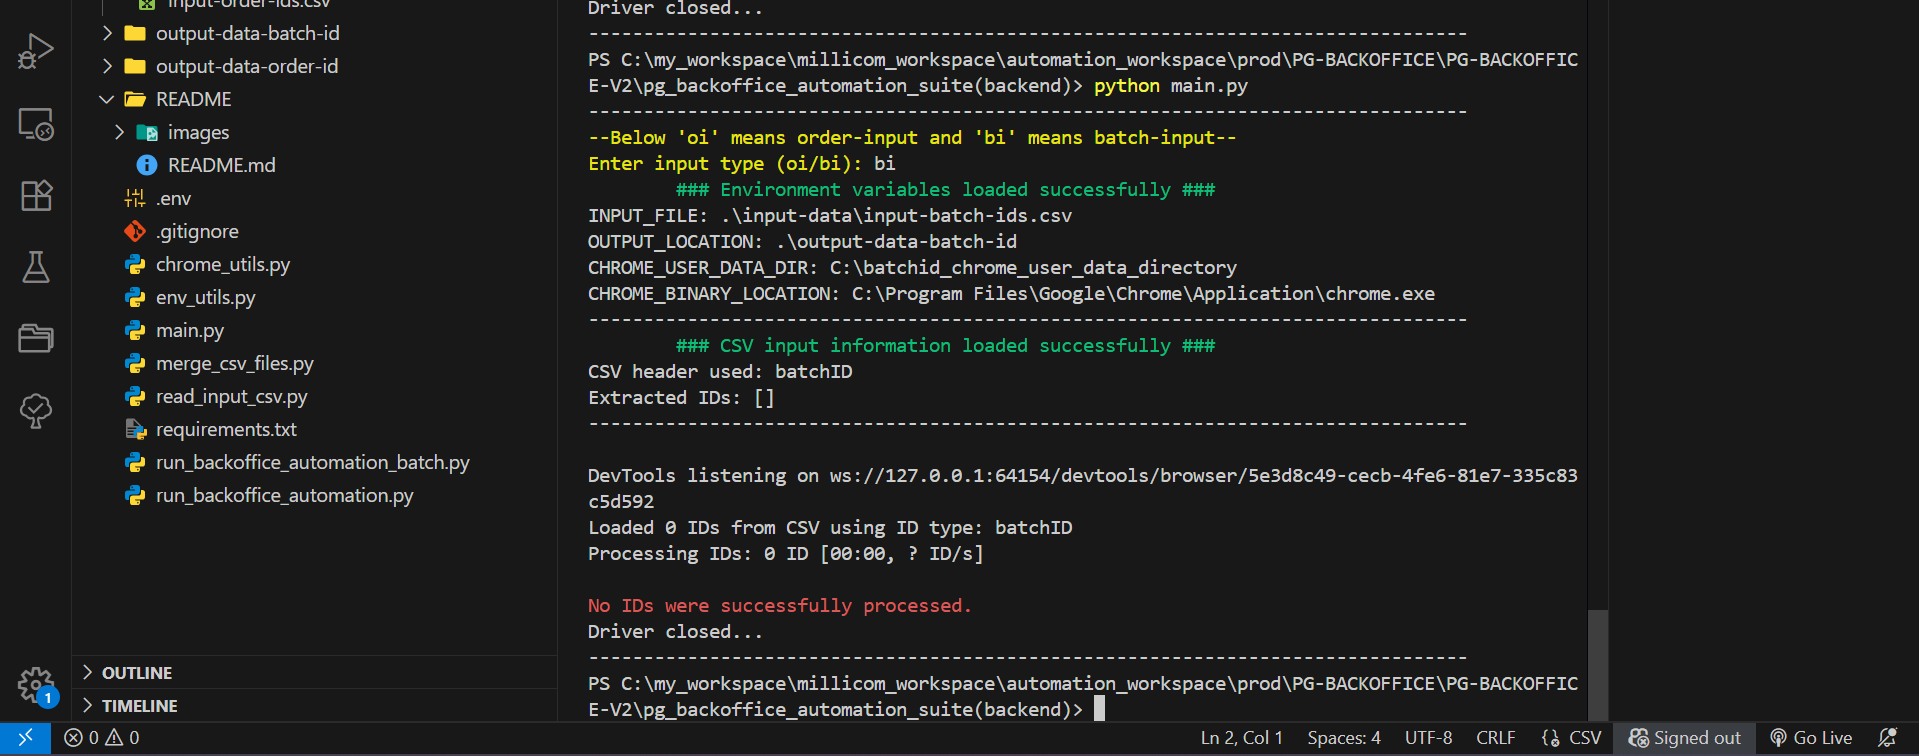 input-order-ids.csv
output-data-batch-id
output-data-order-id
README
images
README.md
.env
.gitignore
chrome_utils.py
env_utils.py
main.py
merge_csv_files.py
read_input_csv.py
requirements.txt
run_backoffice_automation_batch.py
run_backoffice_automation.py
OUTLINE
TIMELINE
1
Driver closed...
--------------------------------------------------------------------------------
PS C:\my_workspace\millicom_workspace\automation_workspace\prod\PG-BACKOFFICE\PG-BACKOFFIC
E-V2\pg_backoffice_automation_suite(backend)> python main.py
--------------------------------------------------------------------------------
--Below 'oi' means order-input and 'bi' means batch-input--
Enter input type (oi/bi): bi
### Environment variables loaded successfully ###
INPUT_FILE: .\input-data\input-batch-ids.csv
OUTPUT_LOCATION: .\output-data-batch-id
CHROME_USER_DATA_DIR: C:\batchid_chrome_user_data_directory
CHROME_BINARY_LOCATION: C:\Program Files\Google\Chrome\Application\chrome.exe
--------------------------------------------------------------------------------
### CSV input information loaded successfully ###
CSV header used: batchID
Extracted IDs: []
--------------------------------------------------------------------------------
DevTools listening on ws://127.0.0.1:64154/devtools/browser/5e3d8c49-cecb-4fe6-81e7-335c83
c5d592
Loaded 0 IDs from CSV using ID type: batchID
Processing IDs: 0 ID [00:00, ? ID/s]
No IDs were successfully processed.
Driver closed...
--------------------------------------------------------------------------------
PS C:\my_workspace\millicom_workspace\automation_workspace\prod\PG-BACKOFFICE\PG-BACKOFFIC
E-V2\pg_backoffice_automation_suite(backend)>
0 0 Ln 2, Col 1 Spaces: 4 UTF-8 CRLF CSV Signed out Go Live